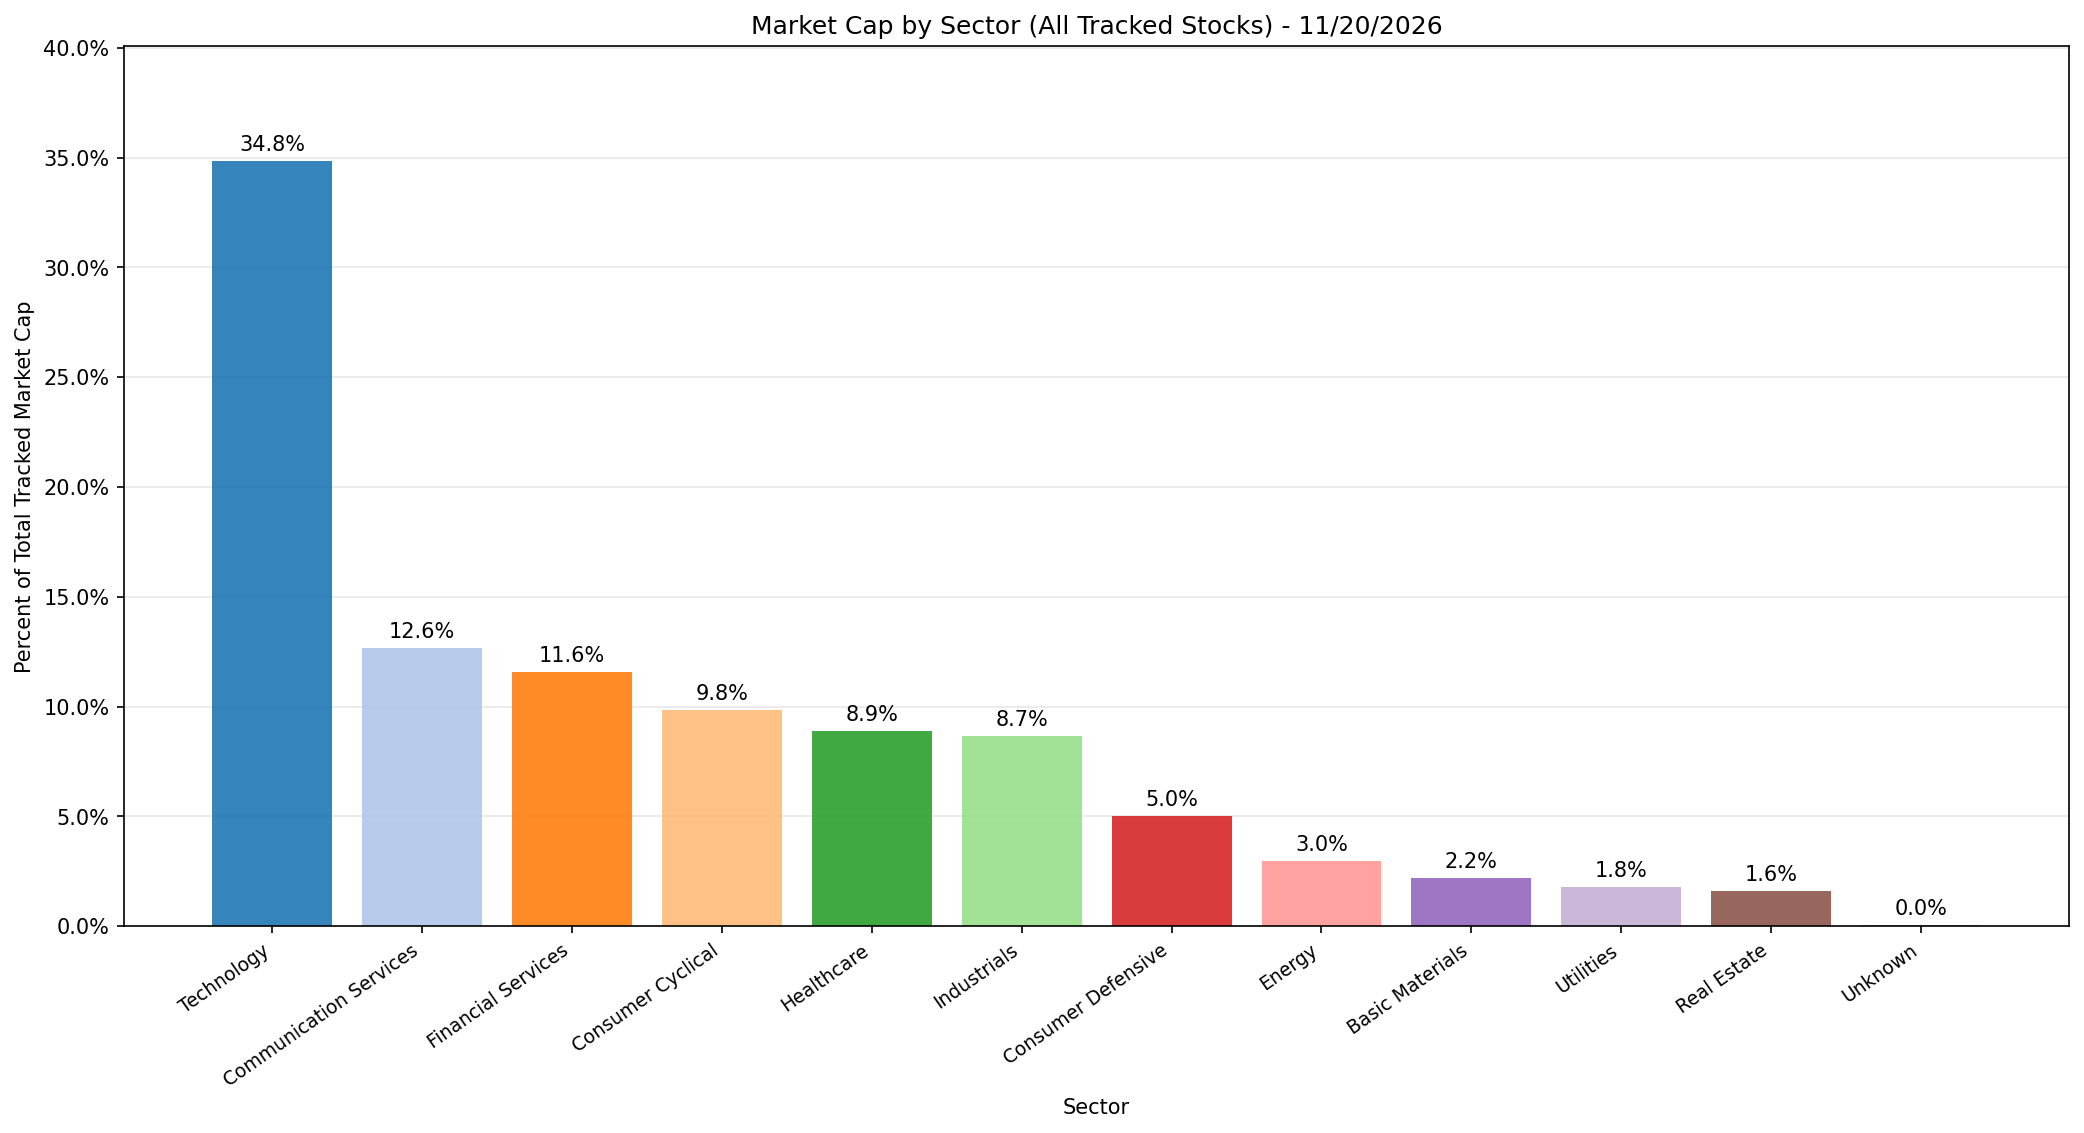 Market Cap by Sector (All Tracked Stocks) - 11/20/2026
Percent of Total Tracked Market Cap
40.0%
35.0%
30.0%
25.0%
20.0%
15.0%
10.0%
5.0%
0.0%
34.8%
12.6%
11.6%
9.8%
8.9%
8.7%
5.0%
3.0%
2.2%
1.8%
1.6%
0.0%
Technology
Communication Services
Financial Services
Consumer Cyclical
Healthcare
Industrials
Consumer Defensive
Energy
Basic Materials
Utilities
Real Estate
Unknown
Sector